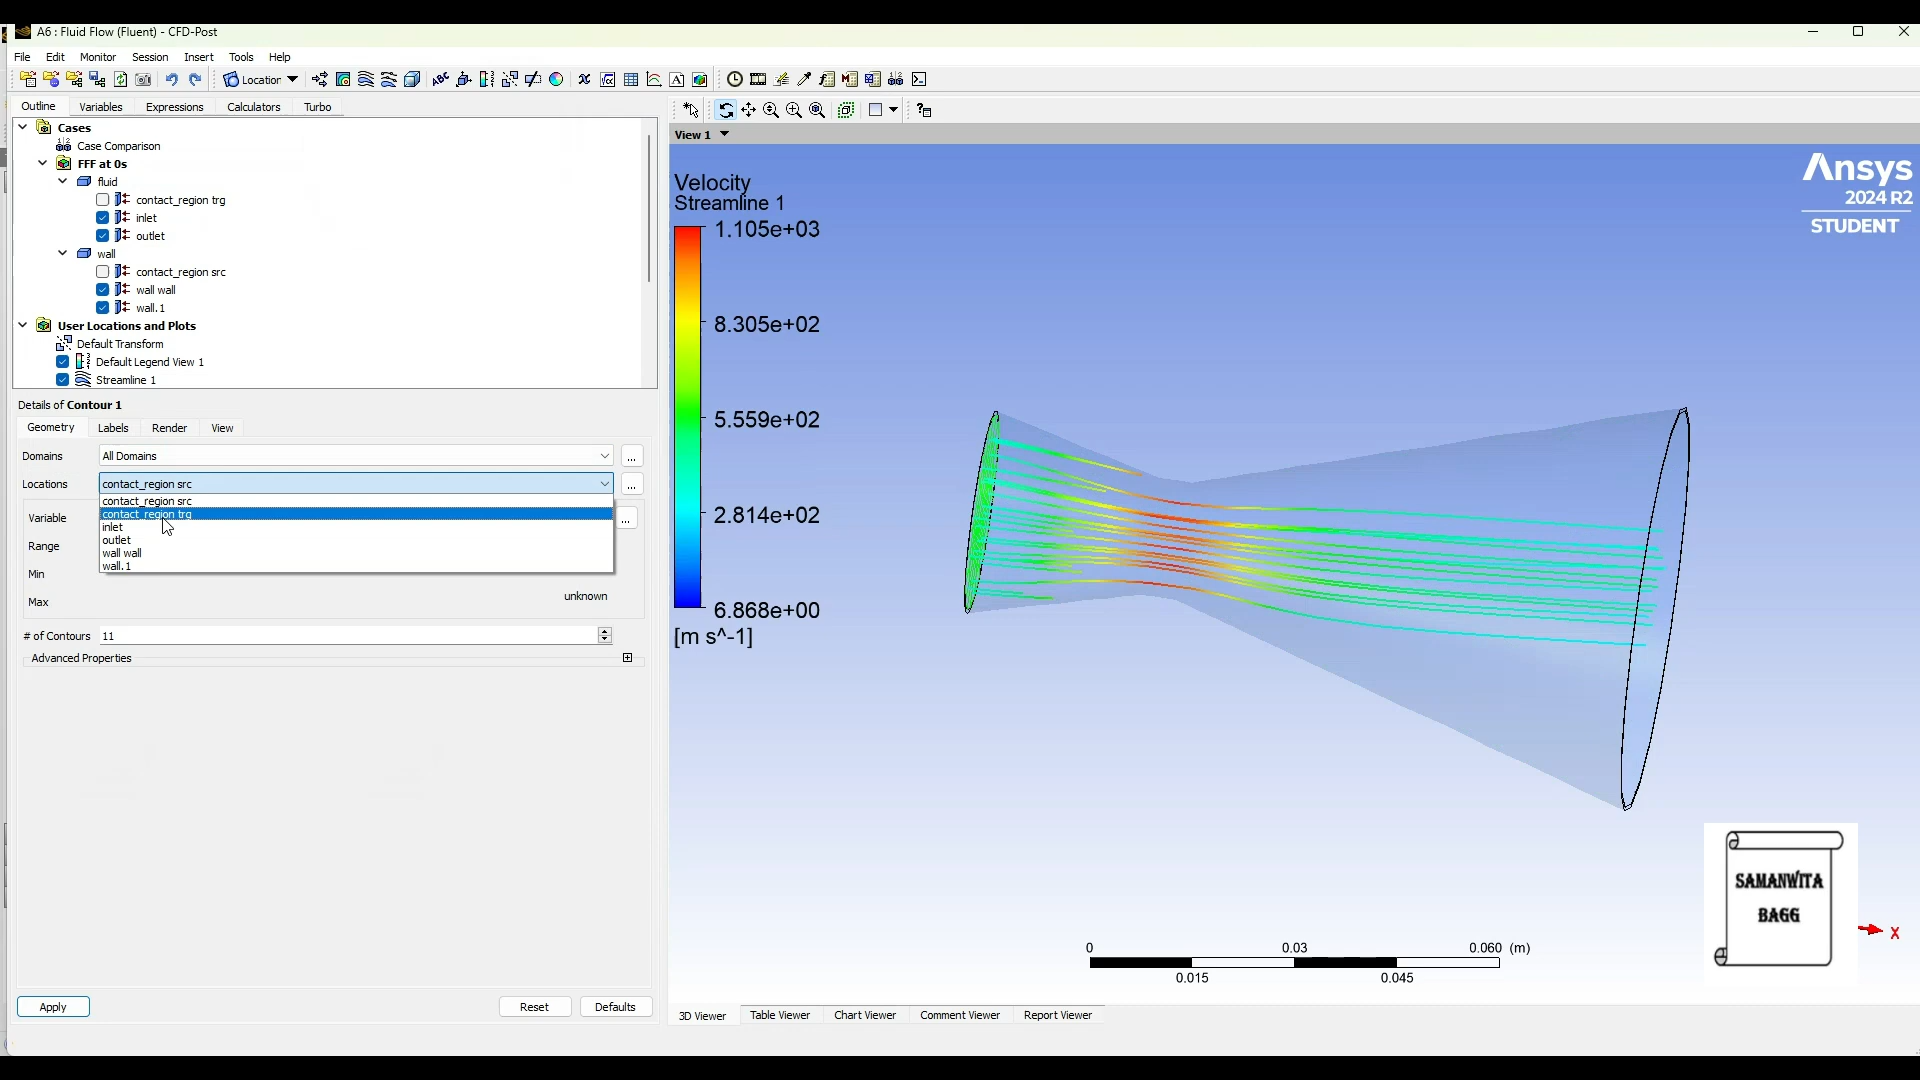 A6 : Fluid Flow (Fluent) - CFD-Post
File Edit Monitor Session Insert Tools Help
Location
Outline Variables Expressions Calculators Turbo
Cases
Case Comparison
FFF at 0s
fluid
contact_region trg
inlet
outlet
wall
contact_region src
wall wall
wall.1
User Locations and Plots
Default Transform
Default Legend View 1
Streamline 1
Details of Contour 1
Geometry Labels Render View
Domains All Domains ...
Locations contact_region src ...
contact_region src
contact_region trg
inlet
outlet
wall wall
wall.1
Variable ...
Range
Min
Max
unknown
# of Contours 11
Advanced Properties
Apply Reset Defaults
View 1
Velocity
Streamline 1
1.105e+03
8.305e+02
5.559e+02
2.814e+02
6.868e+00
[m s^-1]
Ansys
2024 R2
STUDENT
0 0.03 0.060 (m)
0.015 0.045
SAMANWITA
BAGG
X
3D Viewer Table Viewer Chart Viewer Comment Viewer Report Viewer